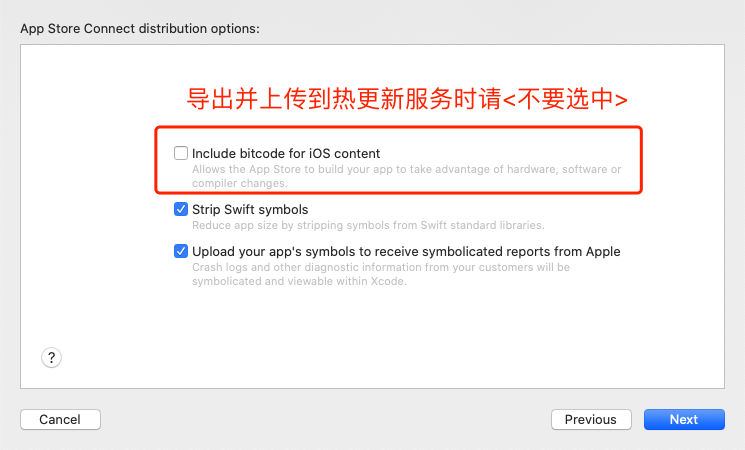 App Store Connect distribution options:
导出并上传到热更新服务时请<不要选中>
Include bitcode for iOS content
Allows the App Store to build your app to take advantage of hardware, software or
compiler changes.
Strip Swift symbols
Reduce app size by stripping symbols from Swift standard libraries.
Upload your app's symbols to receive symbolicated reports from Apple
Crash logs and other diagnostic information from your customers will be
symbolicated and viewable within Xcode.
?
Cancel
Previous
Next